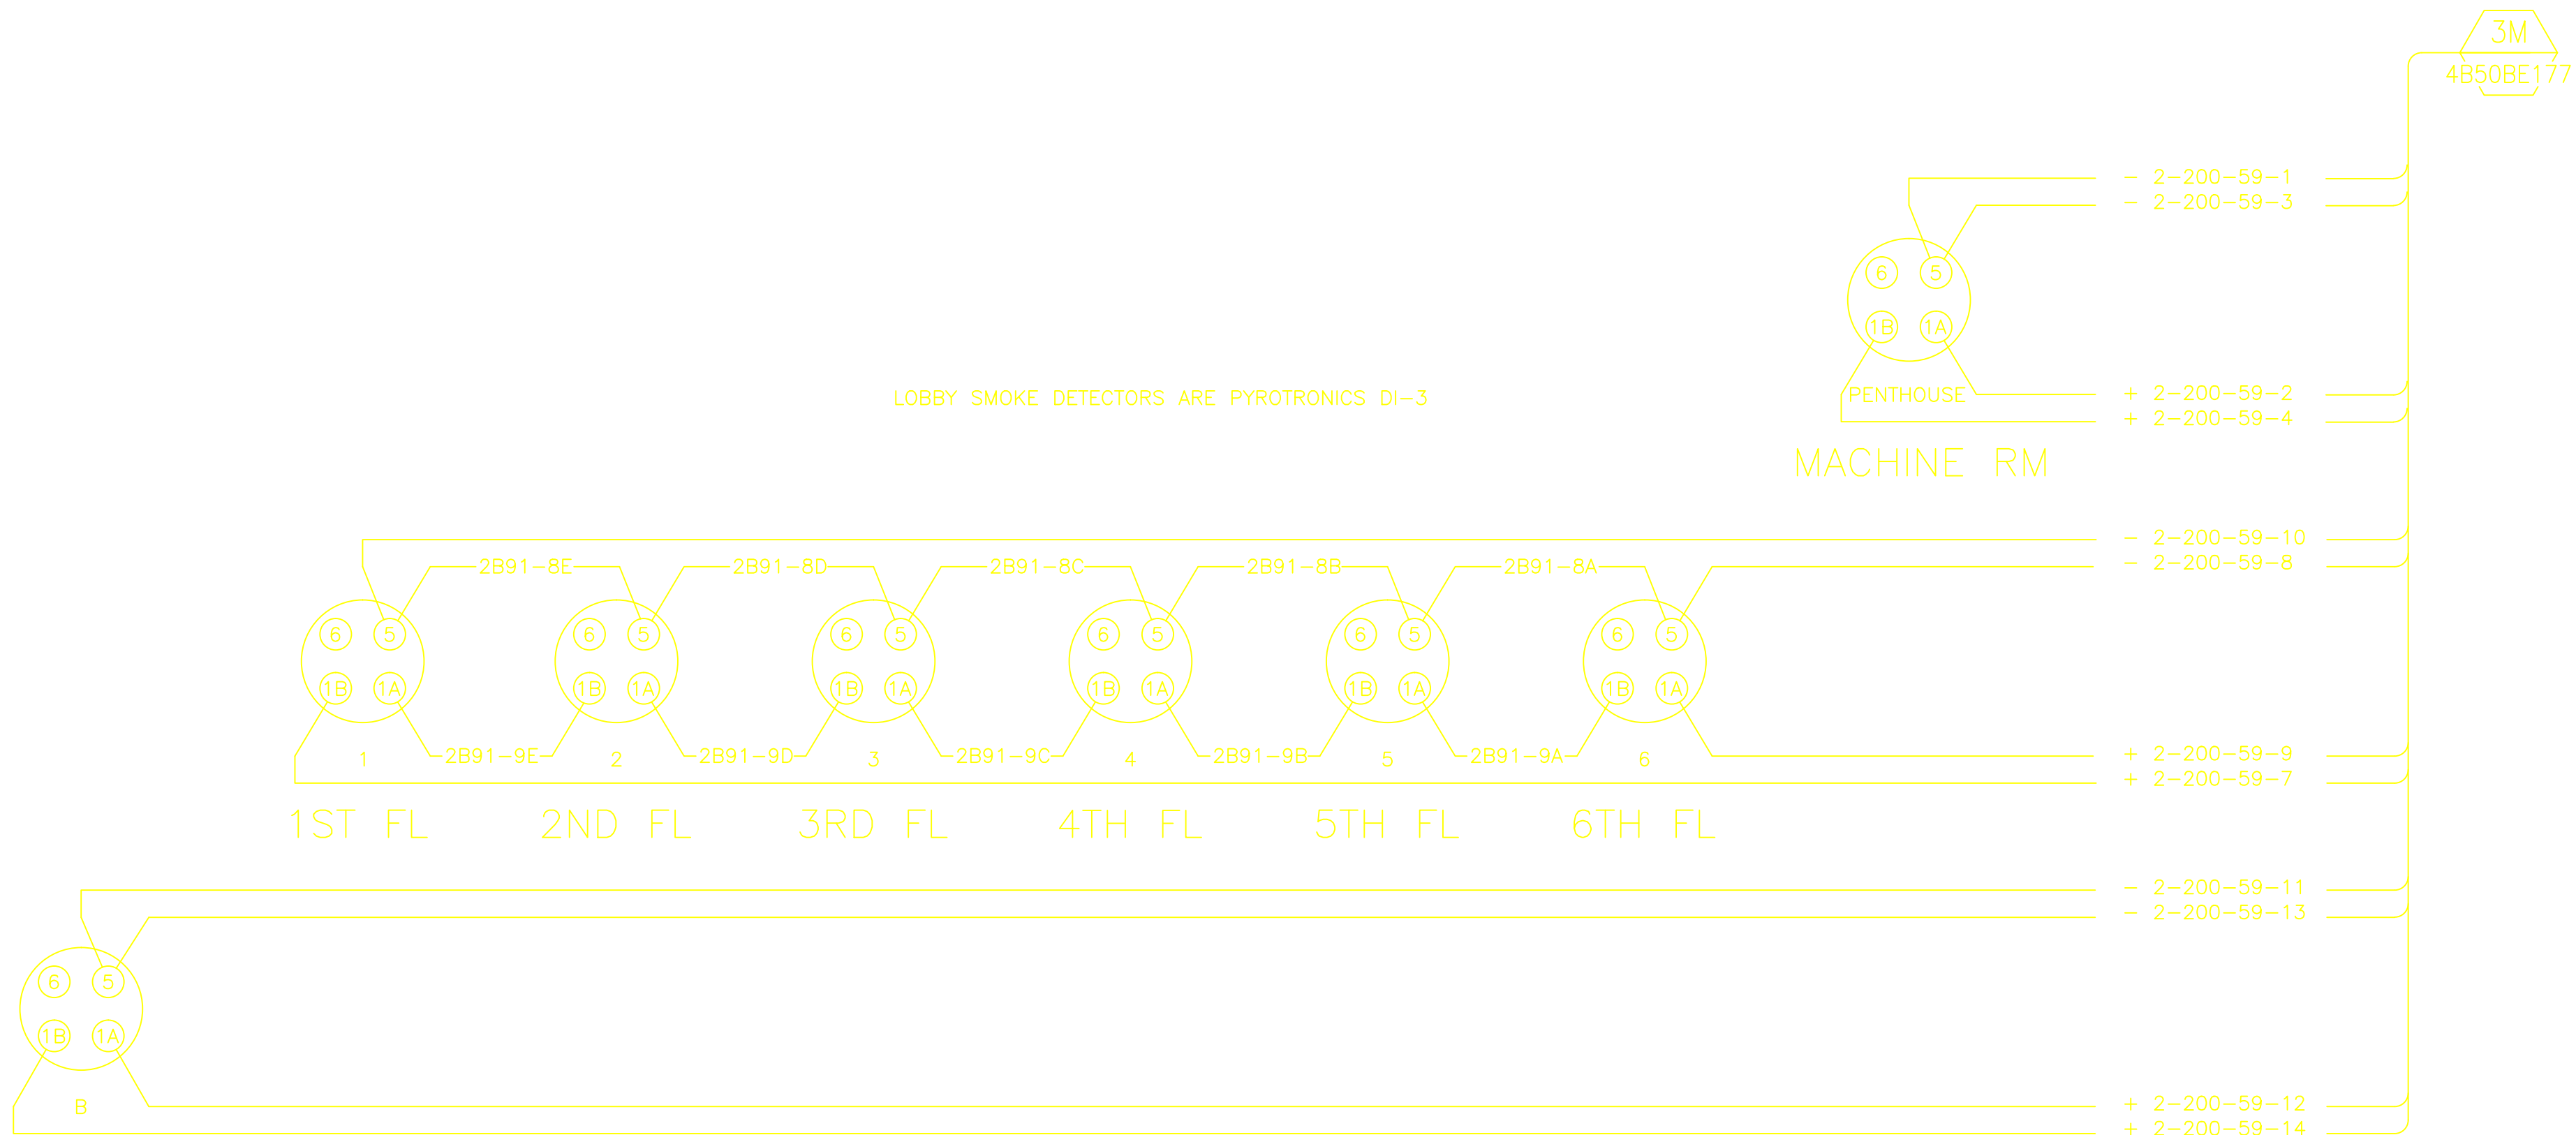 3M
4B50BE177
- 2-200-59-1
- 2-200-59-3
6 5
1B 1A
PENTHOUSE
+ 2-200-59-2
LOBBY SMOKE DETECTORS ARE PYROTRONICS DI-3
+ 2-200-59-4
MACHINE RM
- 2-200-59-10
2B91-8E 2B91-8D 2B91-8C 2B91-8B 2B91-8A
- 2-200-59-8
6 5 6 5 6 5 6 5 6 5 6 5
1B 1A 1B 1A 1B 1A 1B 1A 1B 1A 1B 1A
1 2B91-9E 2 2B91-9D 3 2B91-9C 4 2B91-9B 5 2B91-9A 6
+ 2-200-59-9
+ 2-200-59-7
1ST FL 2ND FL 3RD FL 4TH FL 5TH FL 6TH FL
- 2-200-59-11
- 2-200-59-13
6 5
1B 1A
B
+ 2-200-59-12
+ 2-200-59-14